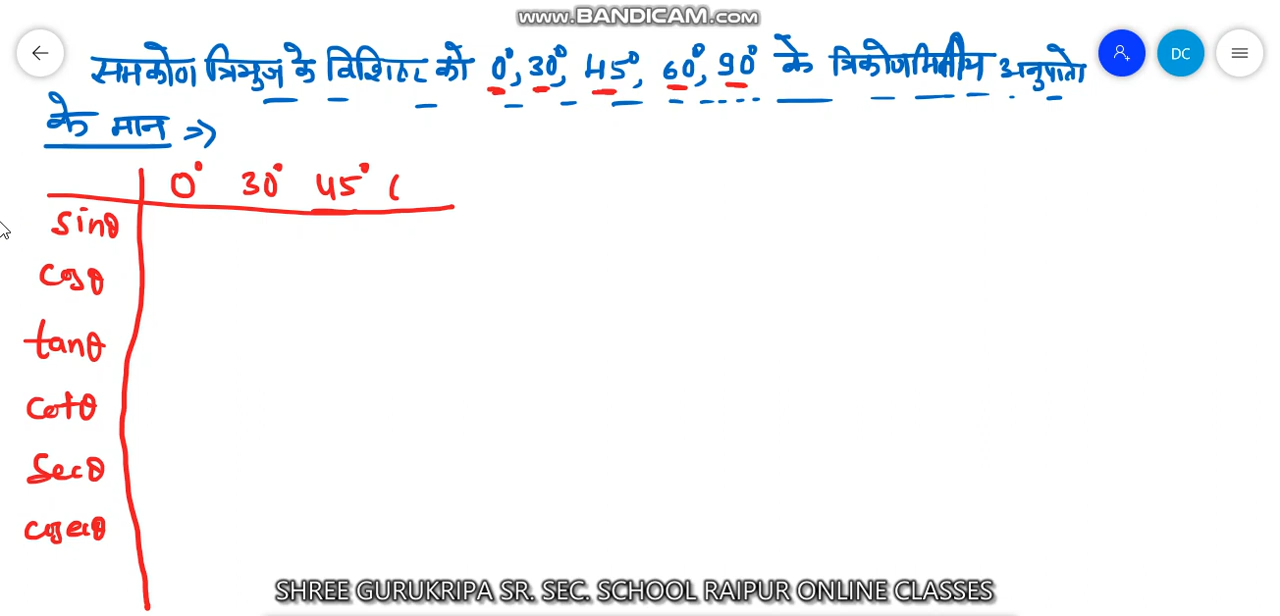 www.BANDICAM.com
समकोण त्रिभुज के विशिष्ट को 0°, 30°, 45°, 60°, 90° के त्रिकोणमितीय अनुपातो
DC
के मान ⇒
0° 30° 45° (
sinθ
cosθ
tanθ
cotθ
Secθ
cosecθ
SHREE GURUKRIPA SR. SEC. SCHOOL RAIPUR ONLINE CLASSES